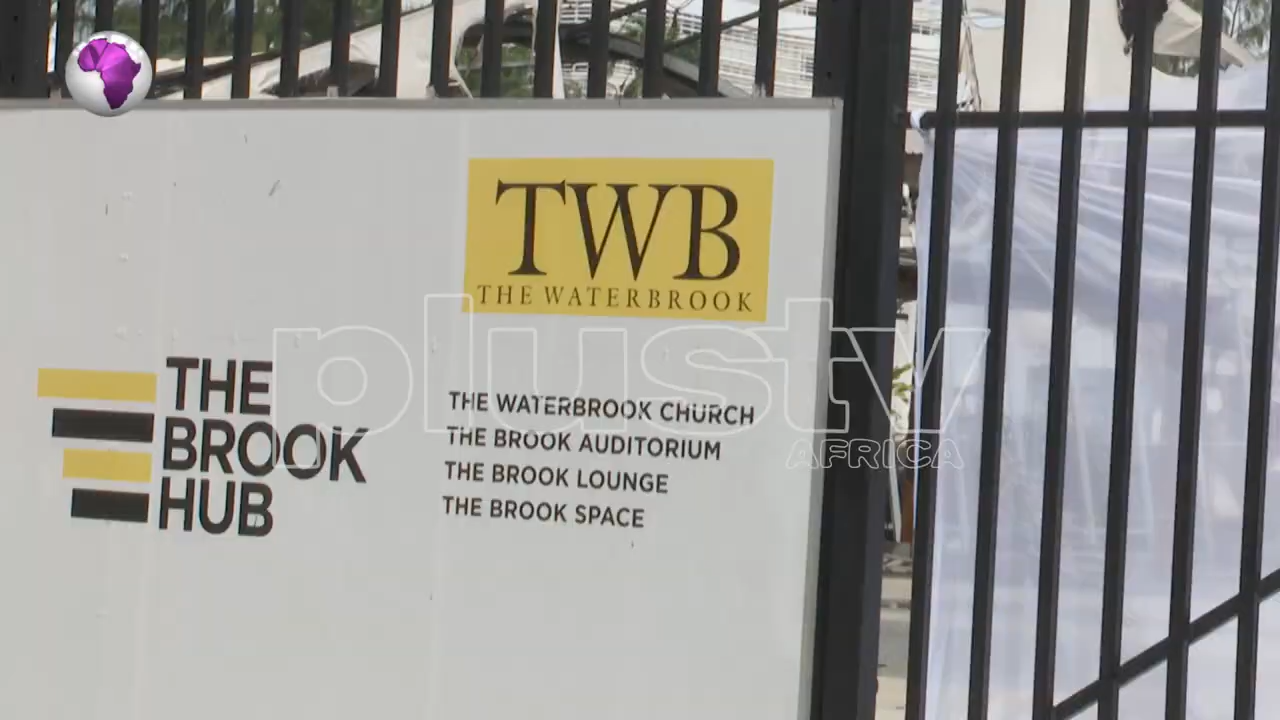 TWB
THE WATERBROOK
THE
BROOK
HUB
THE WATERBROOK CHURCH
THE BROOK AUDITORIUM
THE BROOK LOUNGE
THE BROOK SPACE
plustv
AFRICA